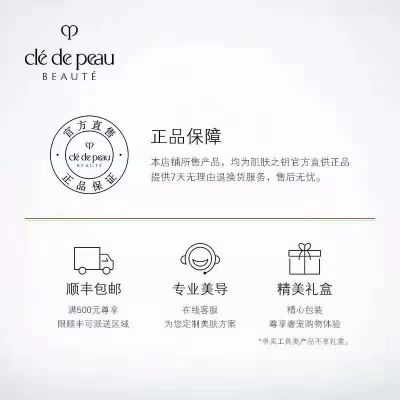 clé de peau
BEAUTÉ
官方直售
clé de peau
BEAUTÉ
正品保证
正品保障
本店铺所售产品，均为肌肤之钥官方直供正品
提供7天无理由退换货服务，售后无忧。
顺丰包邮
满500元尊享
限顺丰可派送区域
专业美导
在线客服
为您定制美肤方案
精美礼盒
精心包装
尊享奢宠购物体验
*单买工具类产品不享礼盒。